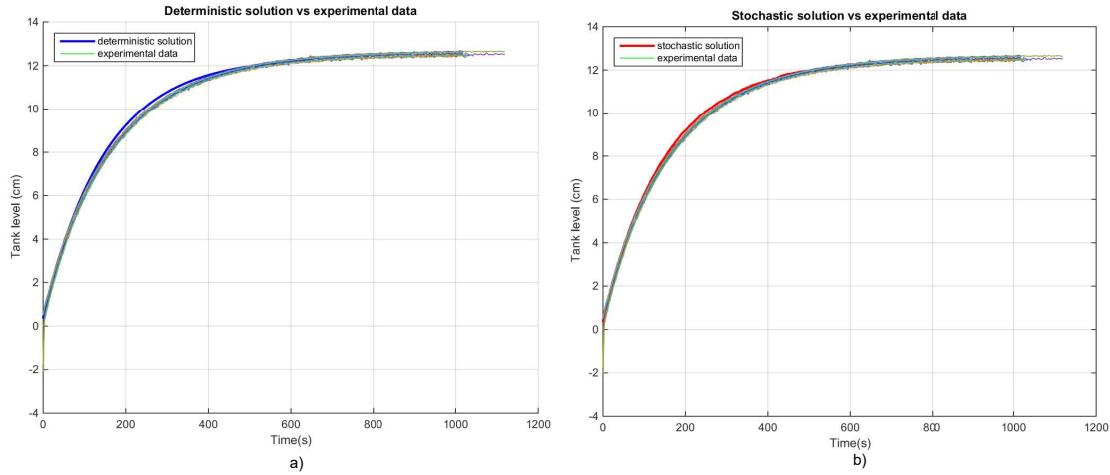 Deterministic solution vs experimental data
deterministic solution
experimental data
Tank level (cm)
14
12
10
8
6
4
2
0
-2
-4
0 200 400 600 800 1000 1200
Time(s)
a)
Stochastic solution vs experimental data
stochastic solution
experimental data
Tank level (cm)
14
12
10
8
6
4
2
0
-2
-4
0 200 400 600 800 1000 1200
Time(s)
b)